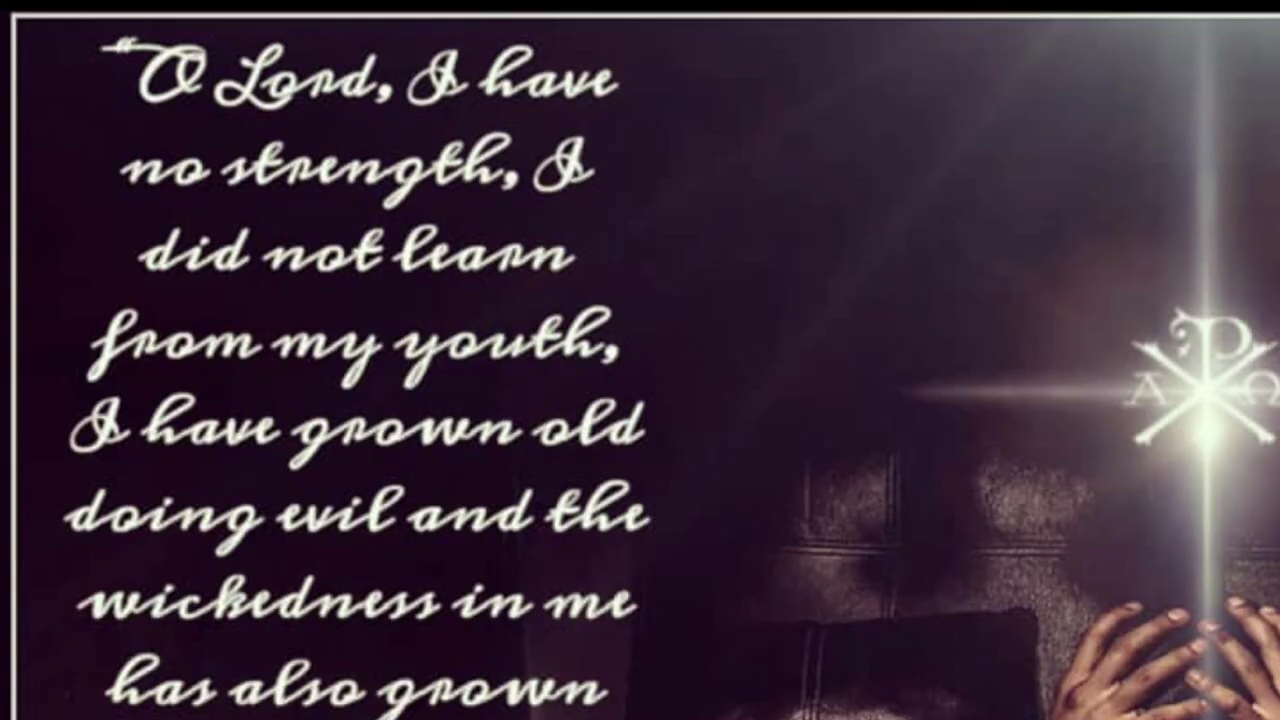 “O Lord, I have
no strength, I
did not learn
from my youth,
I have grown old
doing evil and the
wickedness in me
has also grown
P
Α Ω